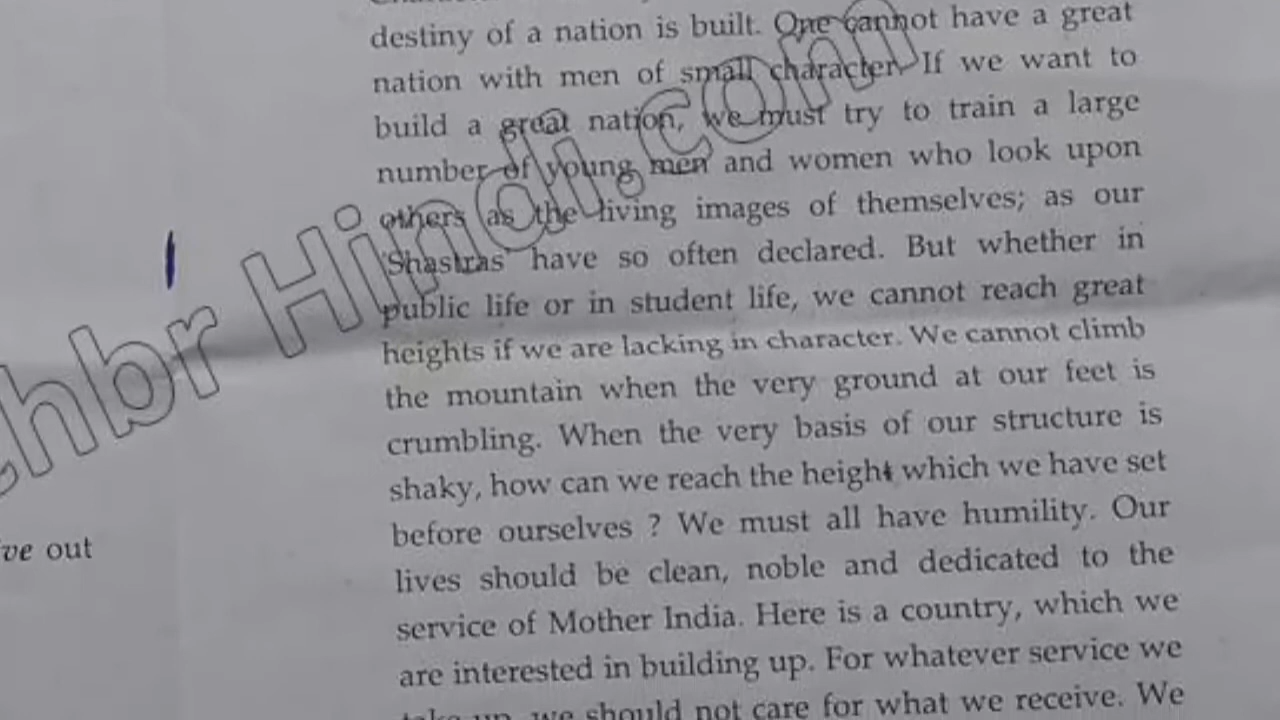 destiny of a nation is built. One cannot have a great
nation with men of small character. If we want to
build a great nation, we must try to train a large
number of young men and women who look upon
others as the living images of themselves; as our
'Shastras' have so often declared. But whether in
public life or in student life, we cannot reach great
heights if we are lacking in character. We cannot climb
the mountain when the very ground at our feet is
crumbling. When the very basis of our structure is
shaky, how can we reach the height which we have set
before ourselves ? We must all have humility. Our
lives should be clean, noble and dedicated to the
service of Mother India. Here is a country, which we
are interested in building up. For whatever service we
take up, we should not care for what we receive. We
ve out
hbr Hindi.com